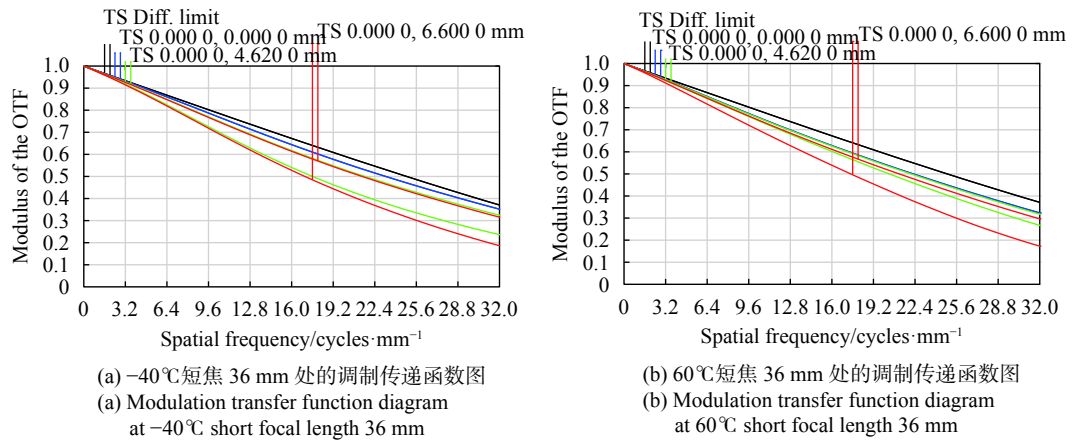 TS Diff. limit
TS 0.000 0, 0.000 0 mm
TS 0.000 0, 6.600 0 mm
TS 0.000 0, 4.620 0 mm
1.0
0.9
0.8
0.7
0.6
0.5
0.4
0.3
0.2
0.1
0
Modulus of the OTF
0 3.2 6.4 9.6 12.8 16.0 19.2 22.4 25.6 28.8 32.0
Spatial frequency/cycles·mm⁻¹
(a) −40℃短焦 36 mm 处的调制传递函数图
(a) Modulation transfer function diagram
at −40℃ short focal length 36 mm
TS Diff. limit
TS 0.000 0, 0.000 0 mm
TS 0.000 0, 6.600 0 mm
TS 0.000 0, 4.620 0 mm
1.0
0.9
0.8
0.7
0.6
0.5
0.4
0.3
0.2
0.1
0
Modulus of the OTF
0 3.2 6.4 9.6 12.8 16.0 19.2 22.4 25.6 28.8 32.0
Spatial frequency/cycles·mm⁻¹
(b) 60℃短焦 36 mm 处的调制传递函数图
(b) Modulation transfer function diagram
at 60℃ short focal length 36 mm